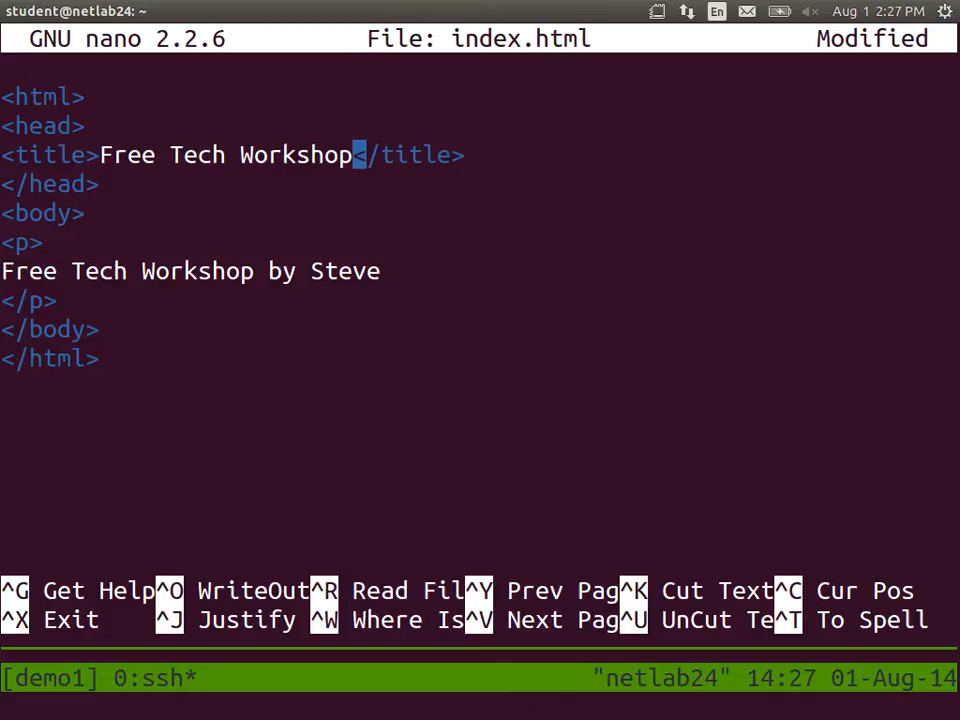 student@netlab24: ~ En Aug 1 2:27 PM
GNU nano 2.2.6 File: index.html Modified
<html>
<head>
<title>Free Tech Workshop</title>
</head>
<body>
<p>
Free Tech Workshop by Steve
</p>
</body>
</html>
^G Get Help^O WriteOut^R Read Fil^Y Prev Pag^K Cut Text^C Cur Pos
^X Exit ^J Justify ^W Where Is^V Next Pag^U UnCut Te^T To Spell
[demo1] 0:ssh* "netlab24" 14:27 01-Aug-14